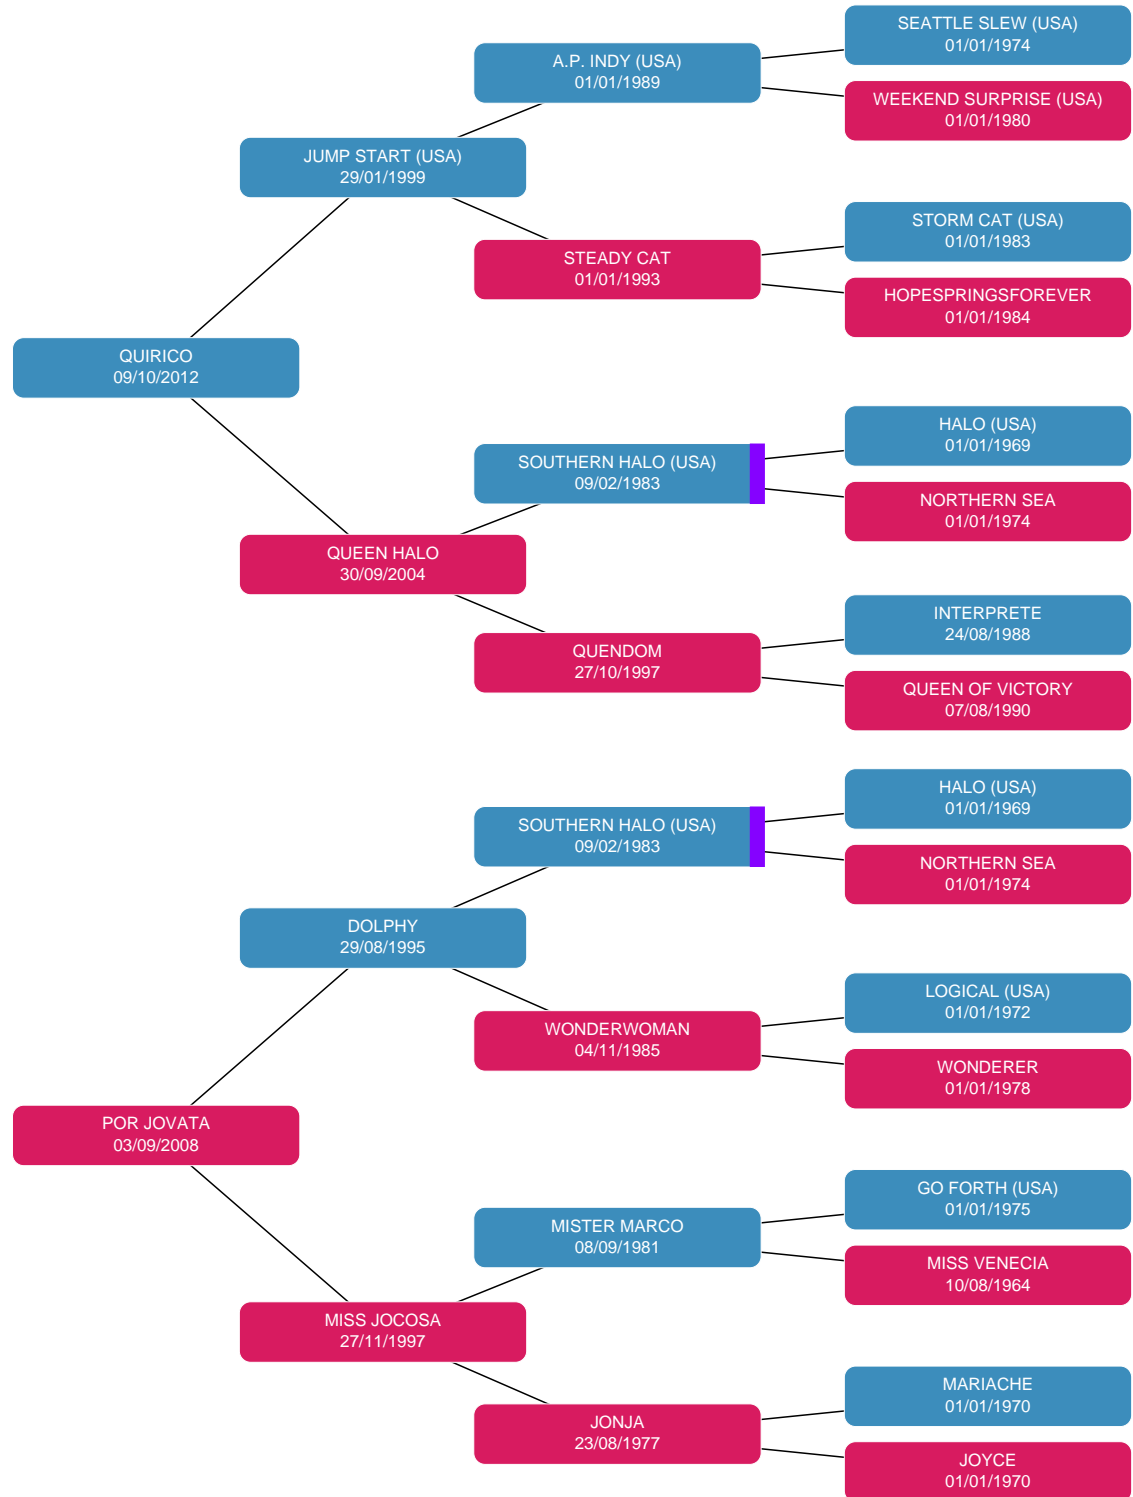 SEATTLE SLEW (USA)
01/01/1974
A.P. INDY (USA)
01/01/1989
WEEKEND SURPRISE (USA)
01/01/1980
JUMP START (USA)
29/01/1999
STORM CAT (USA)
01/01/1983
STEADY CAT
01/01/1993
HOPESPRINGSFOREVER
01/01/1984
QUIRICO
09/10/2012
HALO (USA)
01/01/1969
SOUTHERN HALO (USA)
09/02/1983
NORTHERN SEA
01/01/1974
QUEEN HALO
30/09/2004
INTERPRETE
24/08/1988
QUENDOM
27/10/1997
QUEEN OF VICTORY
07/08/1990
HALO (USA)
01/01/1969
SOUTHERN HALO (USA)
09/02/1983
NORTHERN SEA
01/01/1974
DOLPHY
29/08/1995
LOGICAL (USA)
01/01/1972
WONDERWOMAN
04/11/1985
WONDERER
01/01/1978
POR JOVATA
03/09/2008
GO FORTH (USA)
01/01/1975
MISTER MARCO
08/09/1981
MISS VENECIA
10/08/1964
MISS JOCOSA
27/11/1997
MARIACHE
01/01/1970
JONJA
23/08/1977
JOYCE
01/01/1970